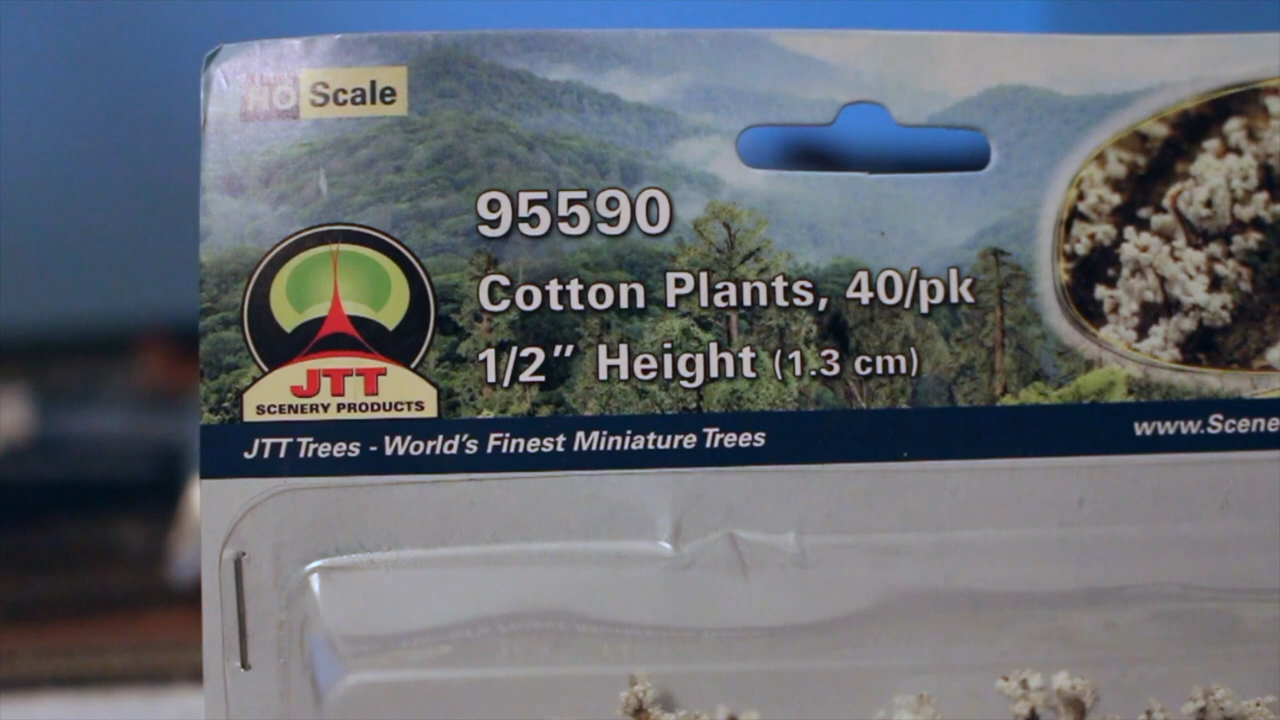 HO Scale
95590
Cotton Plants, 40/pk
1/2” Height (1.3 cm)
JTT
SCENERY PRODUCTS
JTT Trees - World's Finest Miniature Trees
www.Scene